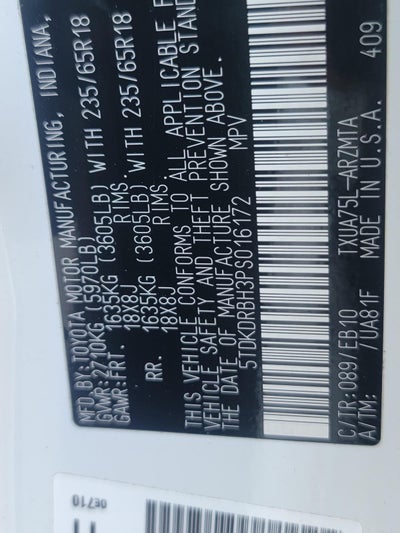 MFD. BY: TOYOTA MOTOR MANUFACTURING, INDIANA,
GVWR: 2710KG (5970LB)
GAWR: FRT. 1635KG (3605LB) WITH 235/65R18
18X8J RIMS.
RR. 1635KG (3605LB) WITH 235/65R18
18X8J RIMS.
THIS VEHICLE CONFORMS TO ALL APPLICABLE F
VEHICLE SAFETY AND THEFT PREVENTION STAND
THE DATE OF MANUFACTURE SHOWN ABOVE.
5TDKDRBH3PS016172 MPV
C/TR: 089/EB10 TXUA75L-ARZMTA
A/TM: /UA81F MADE IN U.S.A. 409
0E710